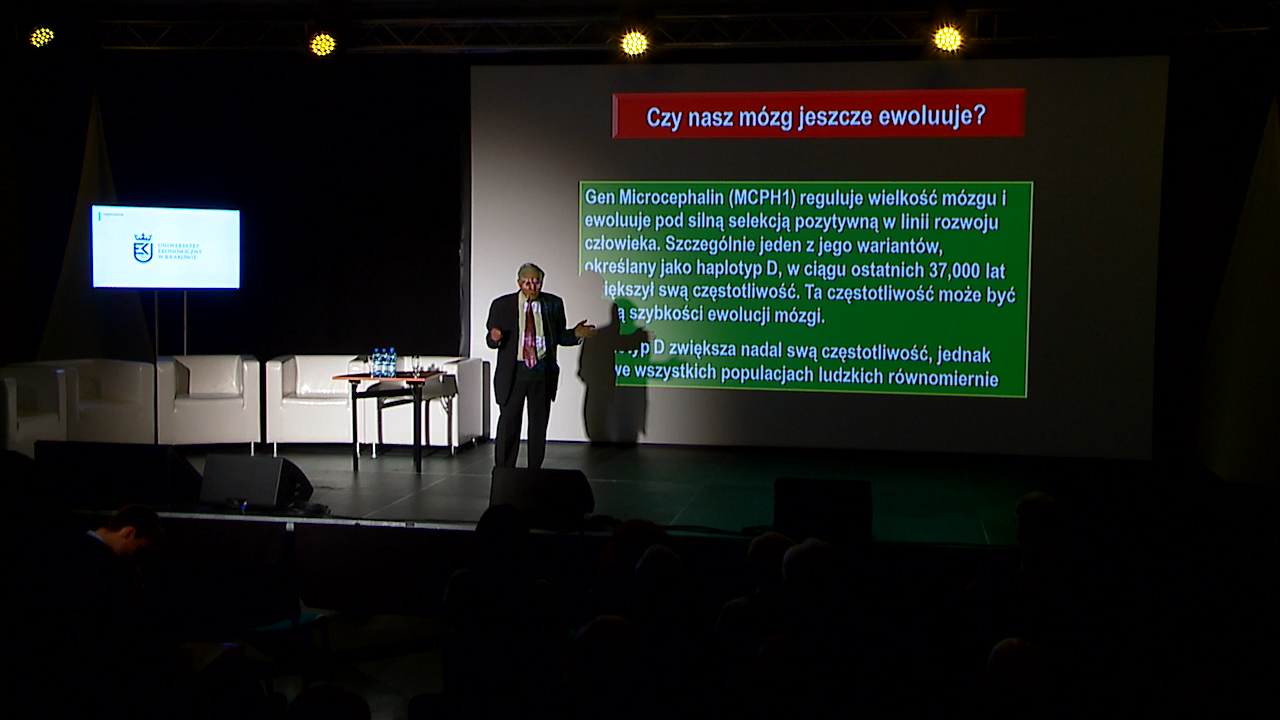 Czy nasz mózg jeszcze ewoluuje?
Gen Microcephalin (MCPH1) reguluje wielkość mózgu i
ewoluuje pod silną selekcją pozytywną w linii rozwoju
człowieka. Szczególnie jeden z jego wariantów,
określany jako haplotyp D, w ciągu ostatnich 37,000 lat
iększył swą częstotliwość. Ta częstotliwość może być
ą szybkości ewolucji mózgi.
otyp D zwiększa nadal swą częstotliwość, jednak
we wszystkich populacjach ludzkich równomiernie
UNIWERSYTET
EKONOMICZNY
W KRAKOWIE